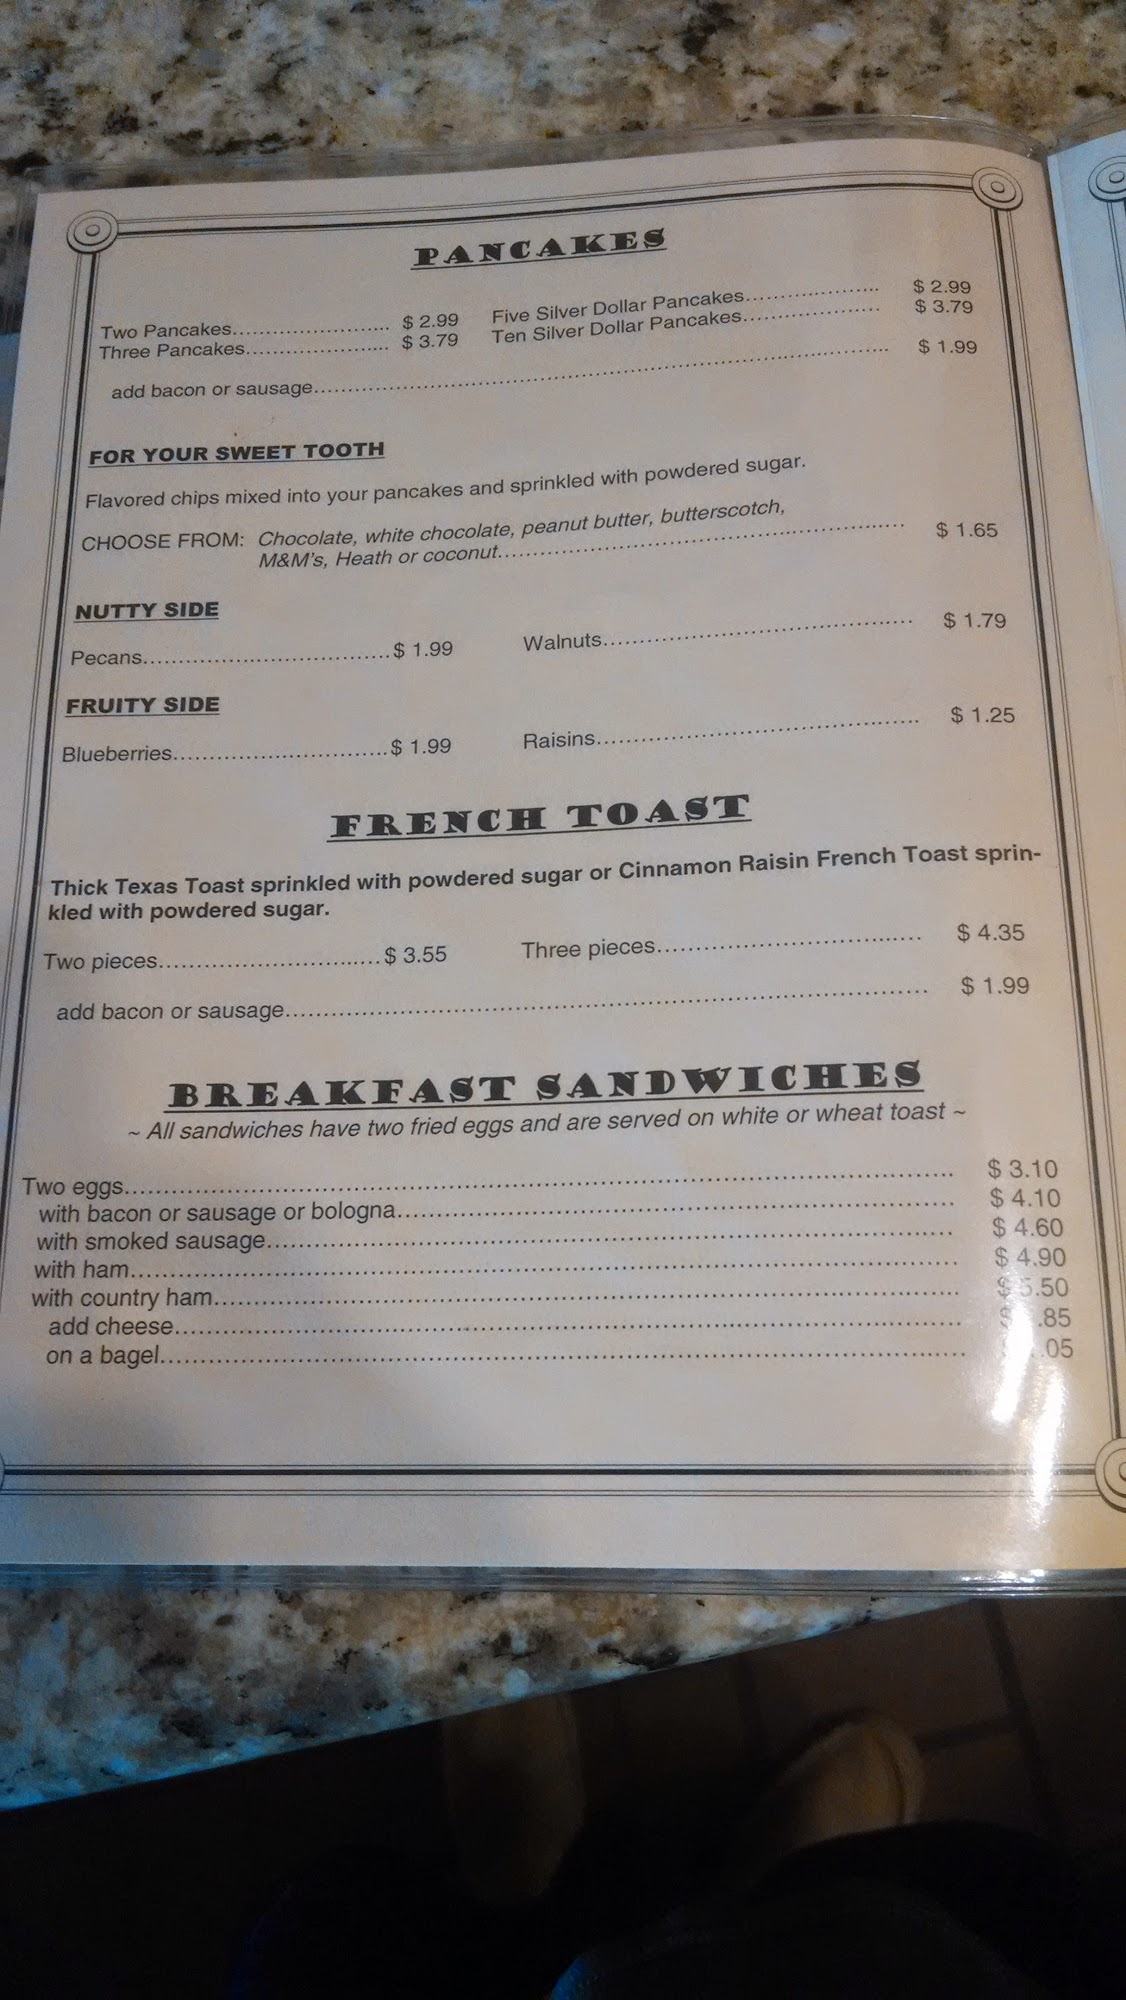 PANCAKES
Two Pancakes...................... $ 2.99 Five Silver Dollar Pancakes................... $ 2.99
Three Pancakes.................... $ 3.79 Ten Silver Dollar Pancakes................... $ 3.79
add bacon or sausage.............................................................................. $ 1.99
FOR YOUR SWEET TOOTH
Flavored chips mixed into your pancakes and sprinkled with powdered sugar.
CHOOSE FROM: Chocolate, white chocolate, peanut butter, butterscotch,
M&M's, Heath or coconut......................................................... $ 1.65
NUTTY SIDE
Pecans..................................$ 1.99 Walnuts........................................... $ 1.79
FRUITY SIDE
Blueberries..............................$ 1.99 Raisins............................................. $ 1.25
FRENCH TOAST
Thick Texas Toast sprinkled with powdered sugar or Cinnamon Raisin French Toast sprin-
kled with powdered sugar.
Two pieces..............................$ 3.55 Three pieces.................................... $ 4.35
add bacon or sausage................................................................................... $ 1.99
BREAKFAST SANDWICHES
~ All sandwiches have two fried eggs and are served on white or wheat toast ~
Two eggs....................................................................................................... $ 3.10
with bacon or sausage or bologna...................................................................... $ 4.10
with smoked sausage....................................................................................... $ 4.60
with ham......................................................................................................... $ 4.90
with country ham.............................................................................................. $ 5.50
add cheese...................................................................................................... .85
on a bagel........................................................................................................